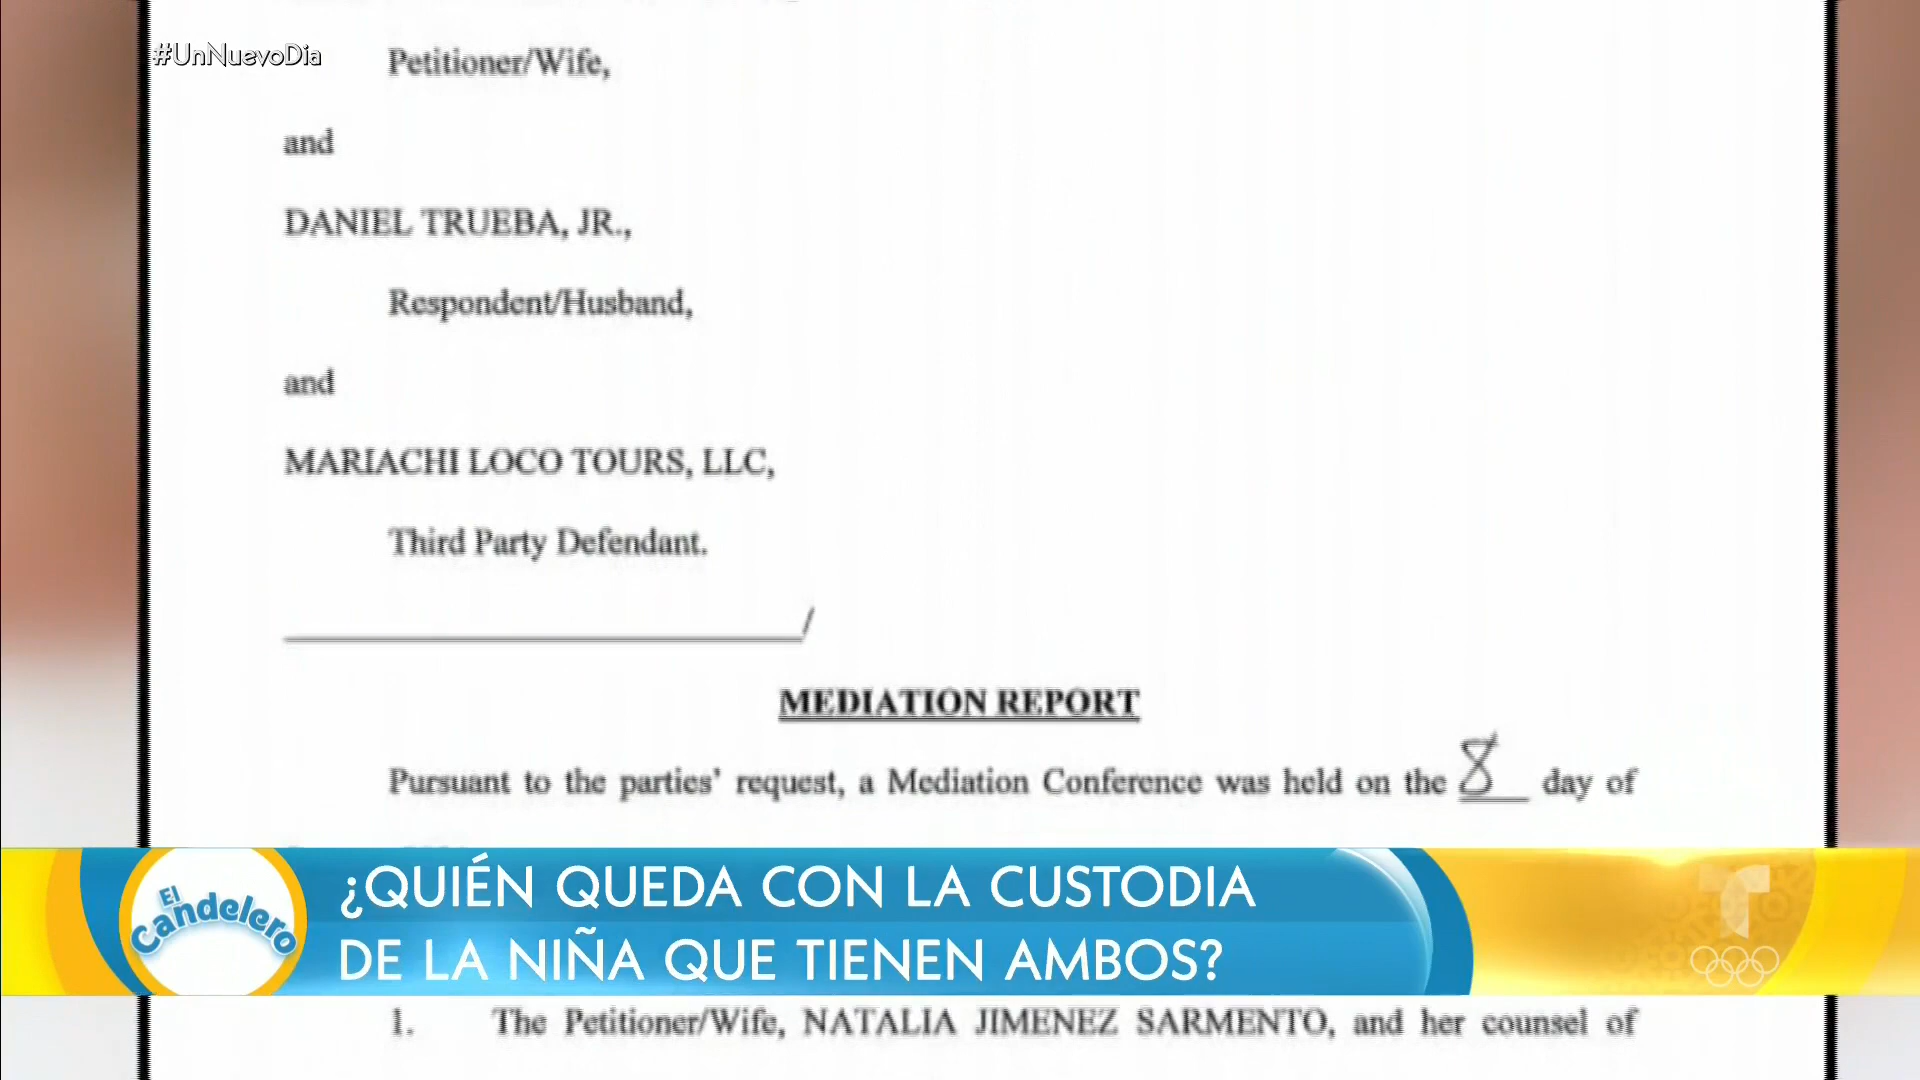 #UnNuevoDia
Petitioner/Wife,
and
DANIEL TRUEBA, JR.,
Respondent/Husband,
and
MARIACHI LOCO TOURS, LLC,
Third Party Defendant.
/
MEDIATION REPORT
Pursuant to the parties' request, a Mediation Conference was held on the 8 day of
El
Candelero
¿QUIÉN QUEDA CON LA CUSTODIA
DE LA NIÑA QUE TIENEN AMBOS?
1. The Petitioner/Wife, NATALIA JIMENEZ SARMENTO, and her counsel of